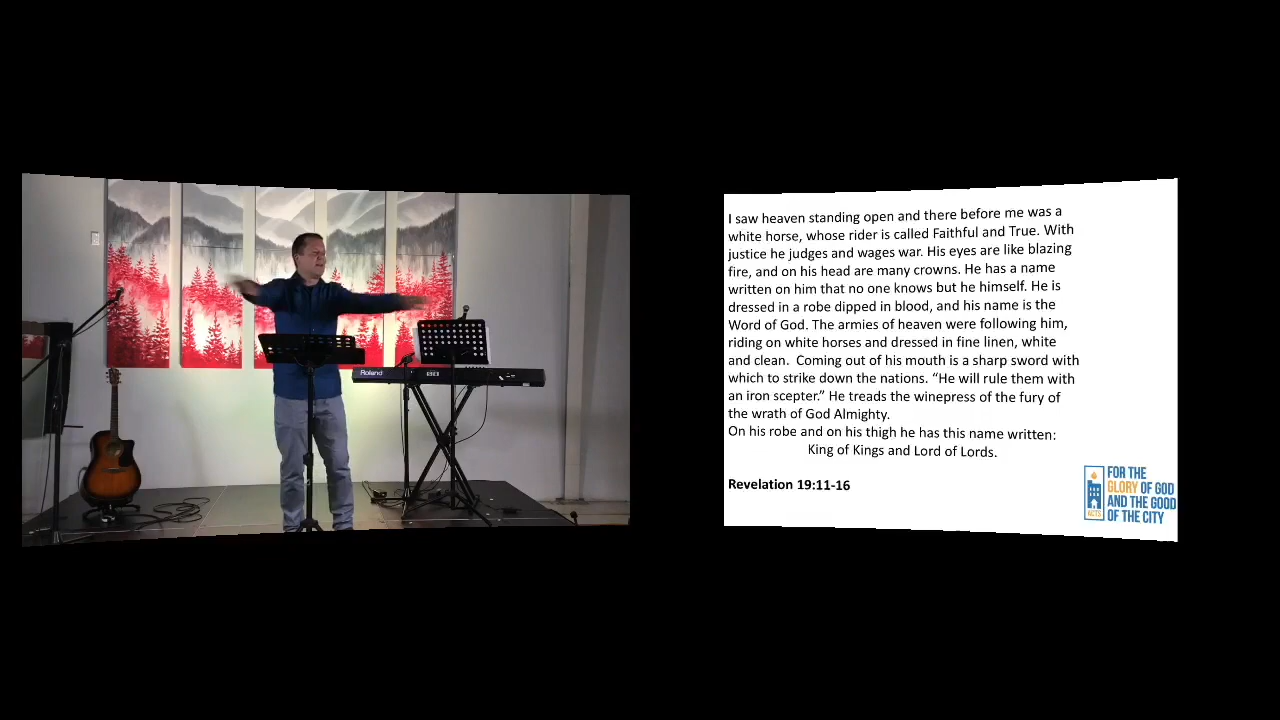 Roland
I saw heaven standing open and there before me was a
white horse, whose rider is called Faithful and True. With
justice he judges and wages war. His eyes are like blazing
fire, and on his head are many crowns. He has a name
written on him that no one knows but he himself. He is
dressed in a robe dipped in blood, and his name is the
Word of God. The armies of heaven were following him,
riding on white horses and dressed in fine linen, white
and clean.  Coming out of his mouth is a sharp sword with
which to strike down the nations. “He will rule them with
an iron scepter.” He treads the winepress of the fury of
the wrath of God Almighty.
On his robe and on his thigh he has this name written:
King of Kings and Lord of Lords.
Revelation 19:11-16
ACTS
FOR THE
GLORY OF GOD
AND THE GOOD
OF THE CITY